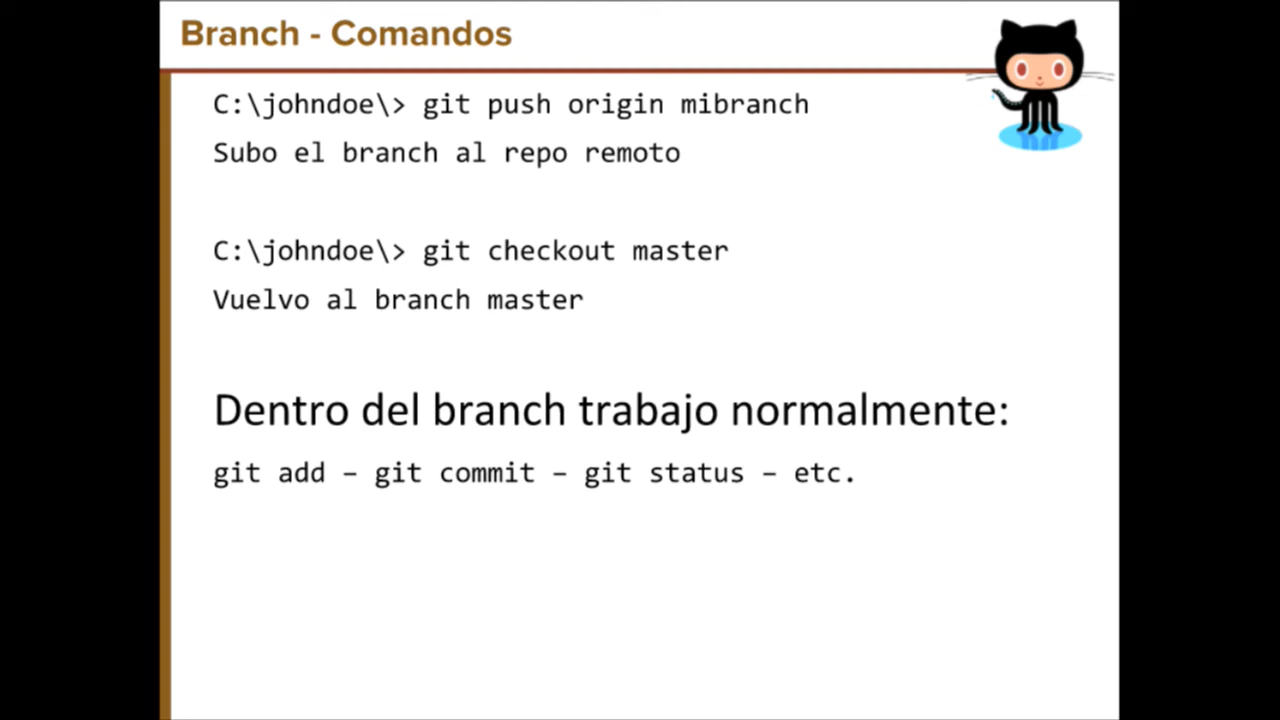 Branch - Comandos
C:\johndoe\> git push origin mibranch
Subo el branch al repo remoto
C:\johndoe\> git checkout master
Vuelvo al branch master
Dentro del branch trabajo normalmente:
git add – git commit – git status – etc.